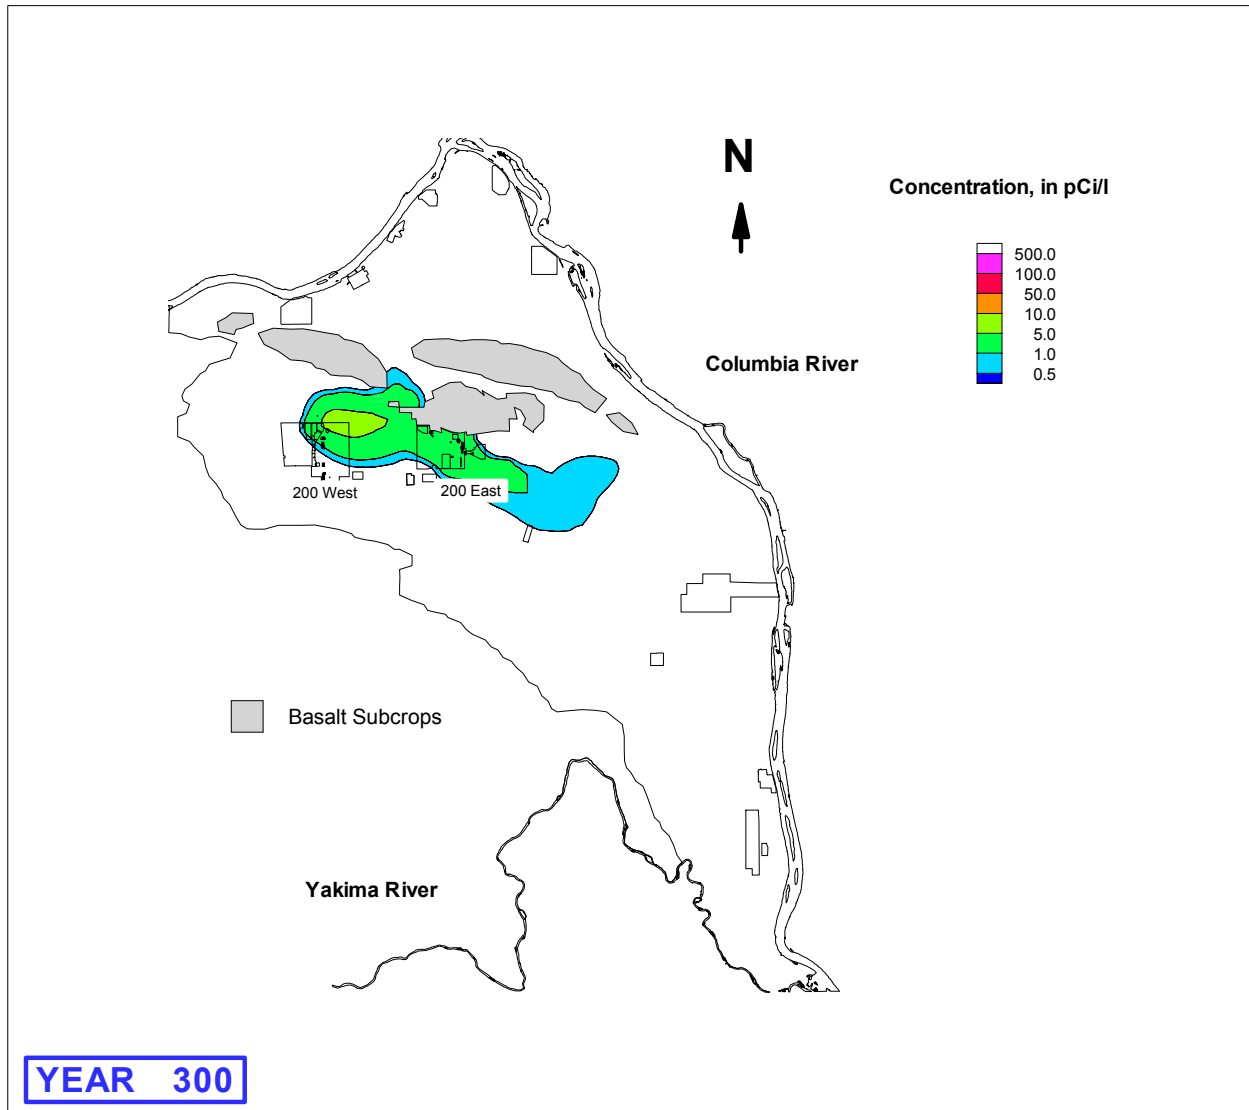 N
Concentration, in pCi/l
500.0
100.0
50.0
10.0
5.0
1.0
0.5
Columbia River
200 West
200 East
Basalt Subcrops
Yakima River
YEAR 300